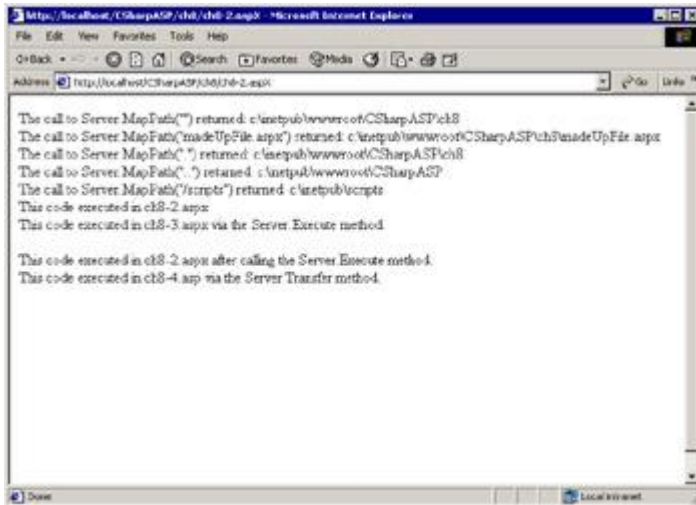 http://localhost/CSharpASP/ch8/ch8-2.aspx - Microsoft Internet Explorer
File Edit View Favorites Tools Help
Back Search Favorites Media
Address http://localhost/CSharpASP/ch8/ch8-2.aspx Go Links
The call to Server.MapPath("") returned: c:\inetpub\wwwroot\CSharpASP\ch8
The call to Server.MapPath("madeUpFile.aspx") returned: c:\inetpub\wwwroot\CSharpASP\ch8\madeUpFile.aspx
The call to Server.MapPath(".") returned: c:\inetpub\wwwroot\CSharpASP\ch8
The call to Server.MapPath("..") returned: c:\inetpub\wwwroot\CSharpASP
The call to Server.MapPath("/scripts") returned: c:\inetpub\scripts
This code executed in ch8-2.aspx
This code executed in ch8-3.aspx via the Server.Execute method.
This code executed in ch8-2.aspx after calling the Server.Execute method.
This code executed in ch8-4.asp via the Server.Transfer method.
Done Local intranet